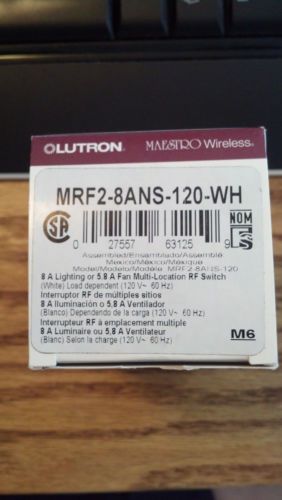 LUTRON MAESTRO Wireless®
MRF2-8ANS-120-WH
SA NOM
0 27557 63125 9
Assembled/Ensamblado/Assemblé
Mexico/México/Mexique
Model/Modelo/Modèle MRF2-8ANS-120
8 A Lighting or 5.8 A Fan Multi-Location RF Switch
(White) Load dependent (120 V~ 60 Hz)
Interruptor RF de múltiples sitios
8 A Iluminación o 5,8 A Ventilador
(Blanco) Dependendo de la carga (120 V~ 60 Hz)
Interrupteur RF à emplacement multiple
8 A Luminaire ou 5,8 A Ventilateur
(Blanc) Selon la charge (120 V~ 60 Hz)
M6